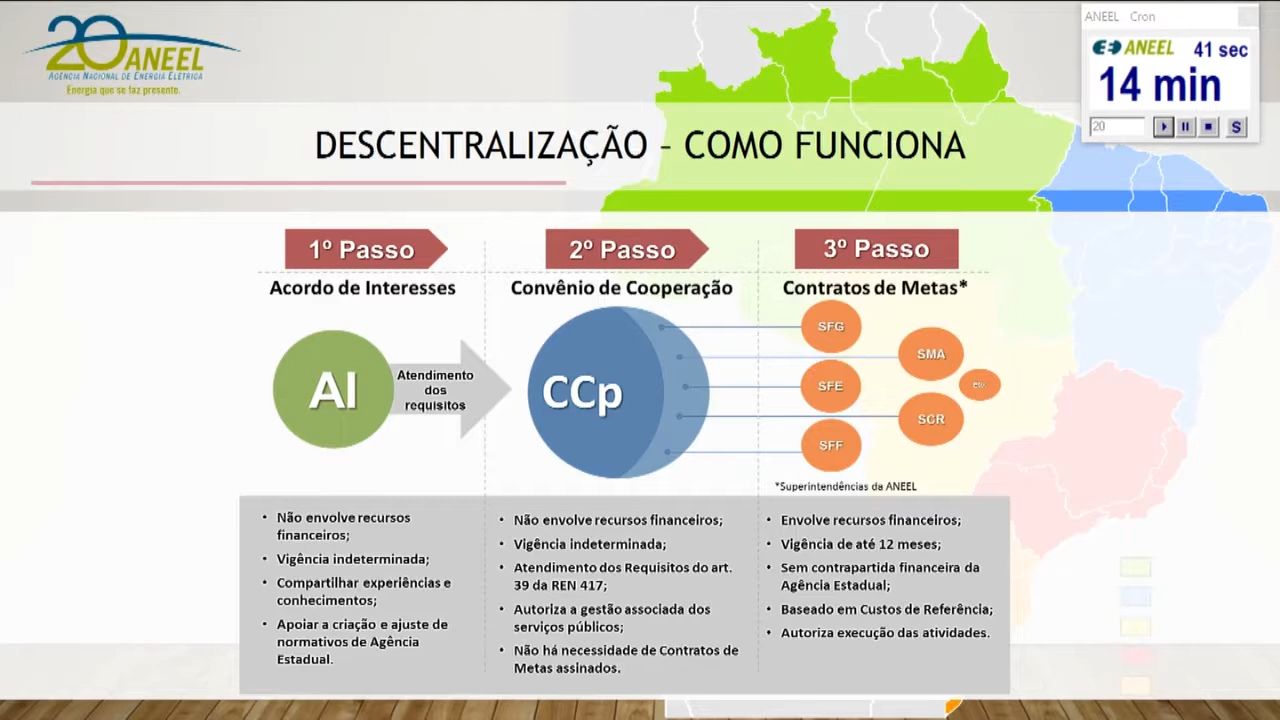 20 ANEEL
AGÊNCIA NACIONAL DE ENERGIA ELÉTRICA
Energia que se faz presente.
ANEEL Cron
ANEEL 41 sec
14 min
20
S
DESCENTRALIZAÇÃO – COMO FUNCIONA
1º Passo
2º Passo
3º Passo
Acordo de Interesses
Convênio de Cooperação
Contratos de Metas*
AI
Atendimento
dos
requisitos
CCp
SFG
SMA
SFE
Etc
SCR
SFF
*Superintendências da ANEEL
• Não envolve recursos
financeiros;
• Vigência indeterminada;
• Compartilhar experiências e
conhecimentos;
• Apoiar a criação e ajuste de
normativos de Agência
Estadual.
• Não envolve recursos financeiros;
• Vigência indeterminada;
• Atendimento dos Requisitos do art.
39 da REN 417;
• Autoriza a gestão associada dos
serviços públicos;
• Não há necessidade de Contratos de
Metas assinados.
• Envolve recursos financeiros;
• Vigência de até 12 meses;
• Sem contrapartida financeira da
Agência Estadual;
• Baseado em Custos de Referência;
• Autoriza execução das atividades.